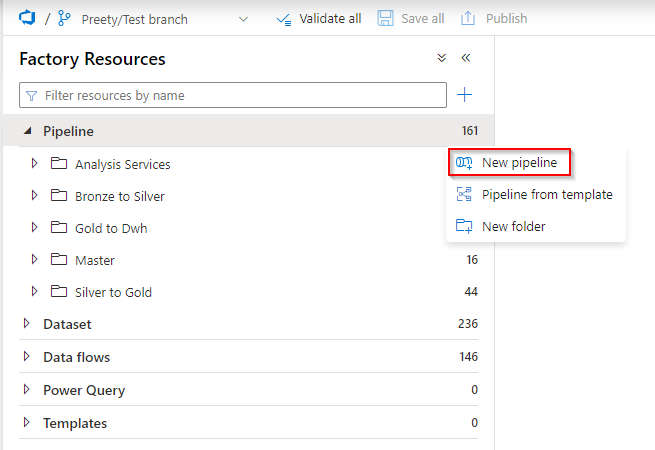 / Preety/Test branch Validate all Save all Publish
Factory Resources
Filter resources by name
Pipeline 161
Analysis Services
New pipeline
Bronze to Silver
Pipeline from template
Gold to Dwh
New folder
Master 16
Silver to Gold 44
Dataset 236
Data flows 146
Power Query 0
Templates 0